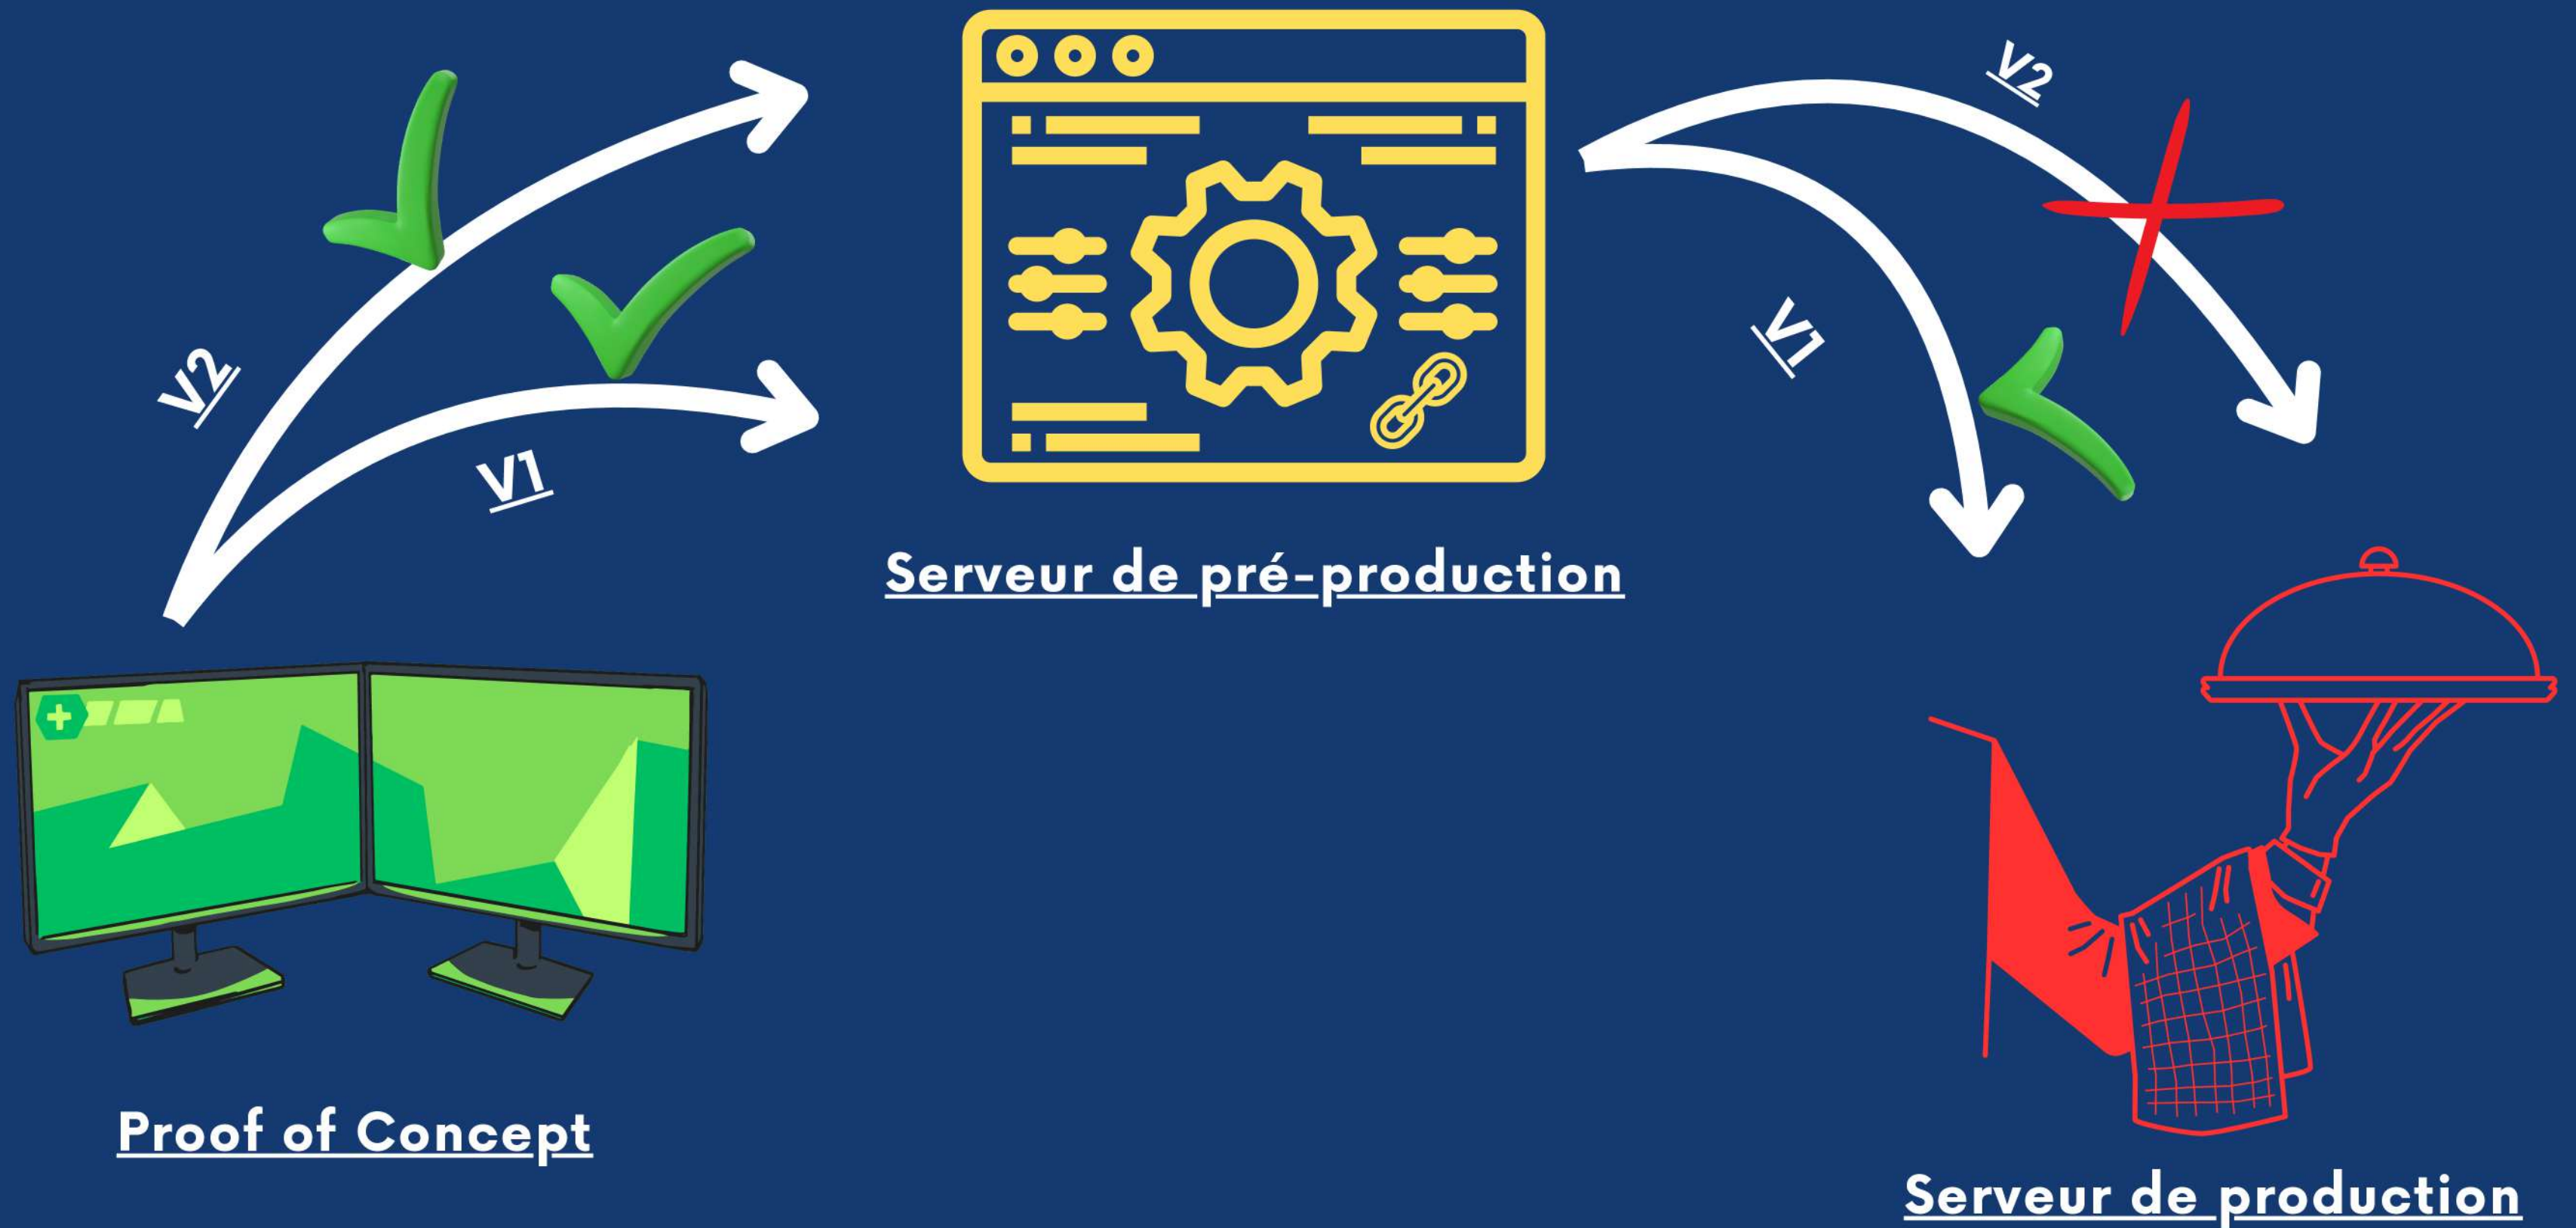 V2
V1
V2
V1
Serveur de pré-production
Proof of Concept
Serveur de production